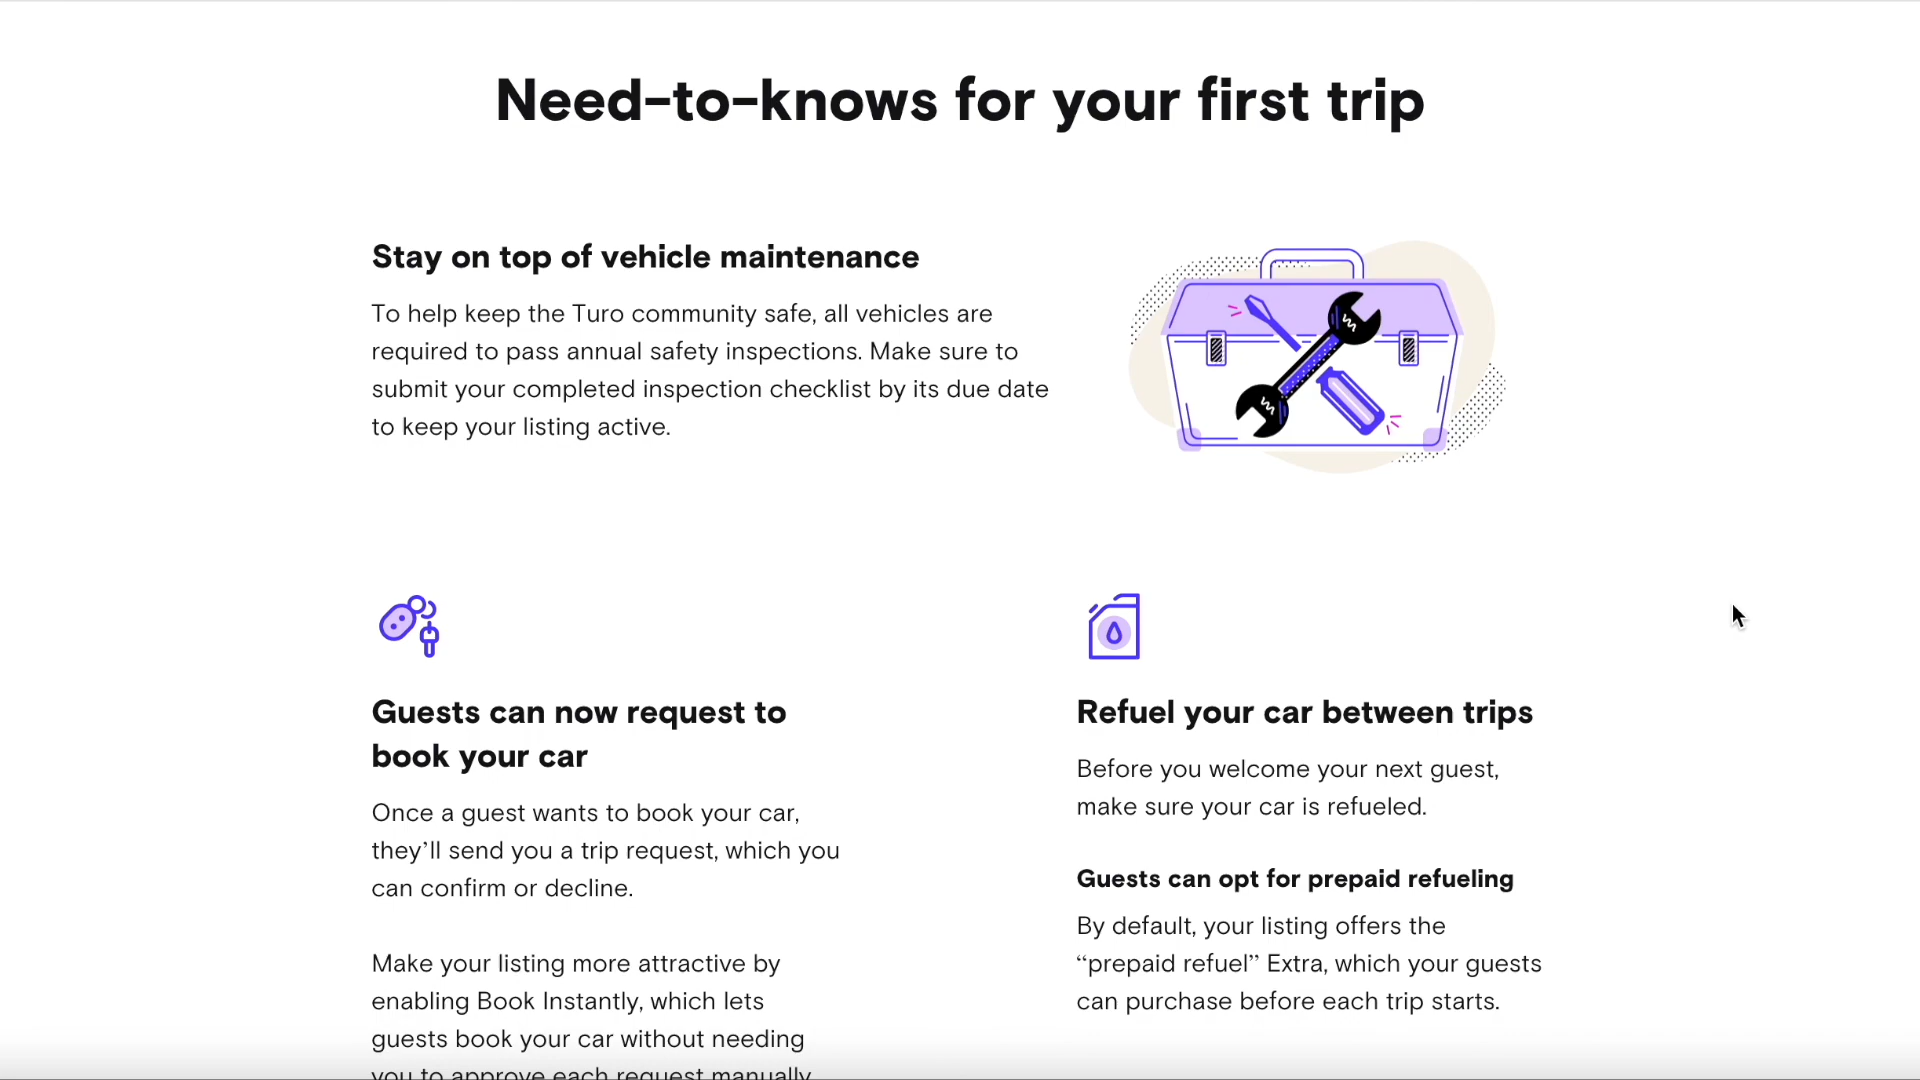 Need-to-knows for your first trip
Stay on top of vehicle maintenance
To help keep the Turo community safe, all vehicles are
required to pass annual safety inspections. Make sure to
submit your completed inspection checklist by its due date
to keep your listing active.
Guests can now request to
book your car
Once a guest wants to book your car,
they’ll send you a trip request, which you
can confirm or decline.
Make your listing more attractive by
enabling Book Instantly, which lets
guests book your car without needing
you to approve each request manually
Refuel your car between trips
Before you welcome your next guest,
make sure your car is refueled.
Guests can opt for prepaid refueling
By default, your listing offers the
“prepaid refuel” Extra, which your guests
can purchase before each trip starts.